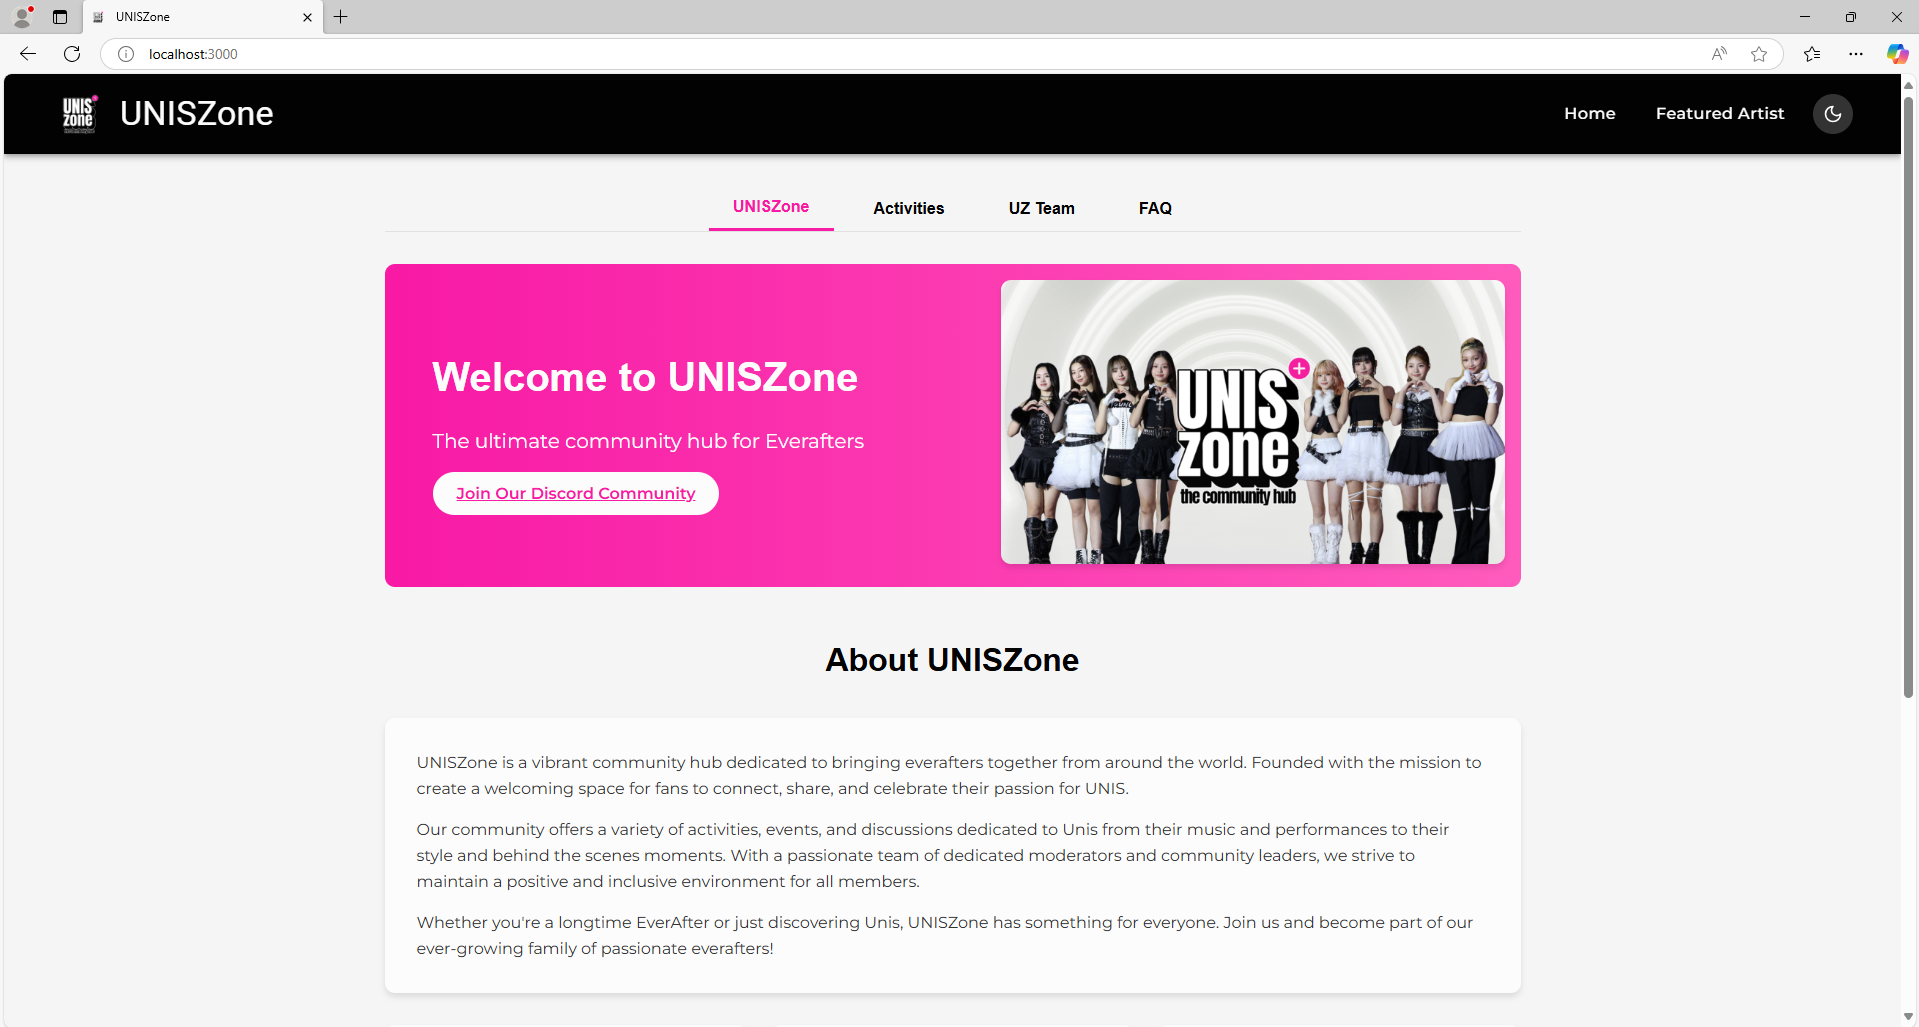 UNISZone
localhost:3000
UNIS
zone
UNISZone
Home
Featured Artist
UNISZone
Activities
UZ Team
FAQ
Welcome to UNISZone
The ultimate community hub for Everafters
Join Our Discord Community
UNIS
zone
the community hub
About UNISZone
UNISZone is a vibrant community hub dedicated to bringing everafters together from around the world. Founded with the mission to
create a welcoming space for fans to connect, share, and celebrate their passion for UNIS.
Our community offers a variety of activities, events, and discussions dedicated to Unis from their music and performances to their
style and behind the scenes moments. With a passionate team of dedicated moderators and community leaders, we strive to
maintain a positive and inclusive environment for all members.
Whether you're a longtime EverAfter or just discovering Unis, UNISZone has something for everyone. Join us and become part of our
ever-growing family of passionate everafters!